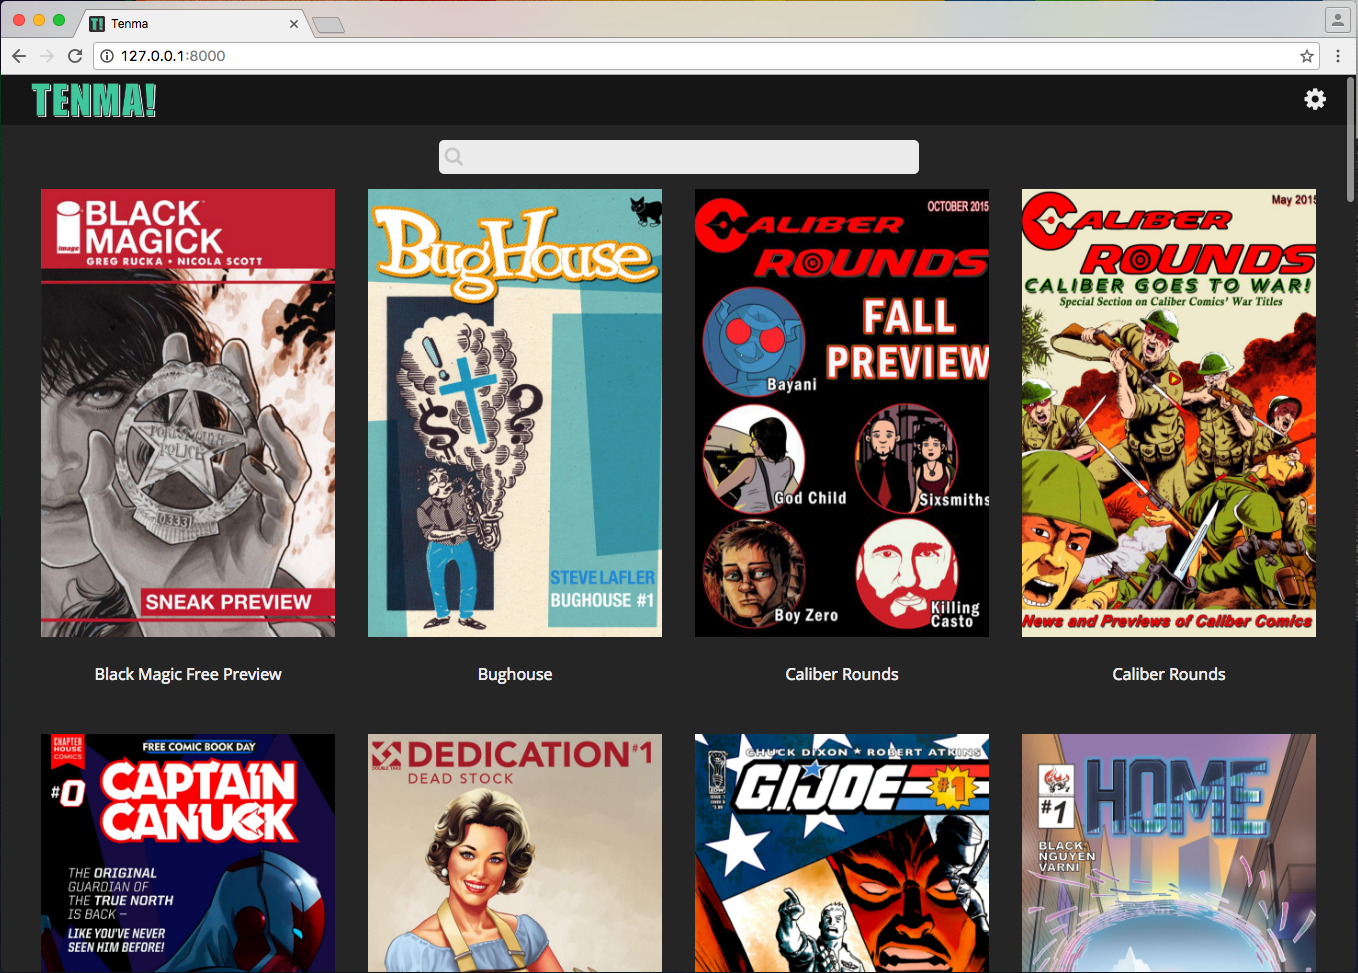 T!
Tenma
127.0.0.1:8000
TENMA!
BLACK
MAGICK
image
GREG RUCKA • NICOLA SCOTT
PORTSMOUTH
POLICE
0333
SNEAK PREVIEW
Black Magic Free Preview
BugHouse
!
$
?
STEVE LAFLER
BUGHOUSE #1
Bughouse
OCTOBER 2015
CALIBER
ROUNDS
FALL
PREVIEW
Bayani
God Child
Sixsmiths
Boy Zero
Killing
Casto
Caliber Rounds
May 2015
CALIBER
ROUNDS
CALIBER GOES TO WAR!
Special Section on Caliber Comics' War Titles
News and Previews of Caliber Comics
Caliber Rounds
CHAPTER
HOUSE
COMICS
FREE COMIC BOOK DAY
#0
CAPTAIN
CANUCK
THE ORIGINAL
GUARDIAN OF
THE TRUE NORTH
IS BACK –
LIKE YOU'VE NEVER
SEEN HIM BEFORE!
DEDICATION #1
DEAD STOCK
CHUCK DIXON ★ ROBERT ATKINS
G.I.JOE
#1
HOME
#1
BLACK
NGUYEN
VARNI